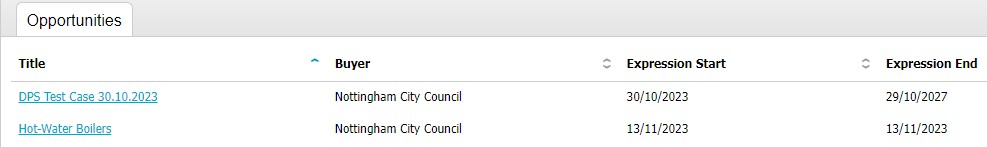 Opportunities
Title Buyer Expression Start Expression End
DPS Test Case 30.10.2023 Nottingham City Council 30/10/2023 29/10/2027
Hot-Water Boilers Nottingham City Council 13/11/2023 13/11/2023